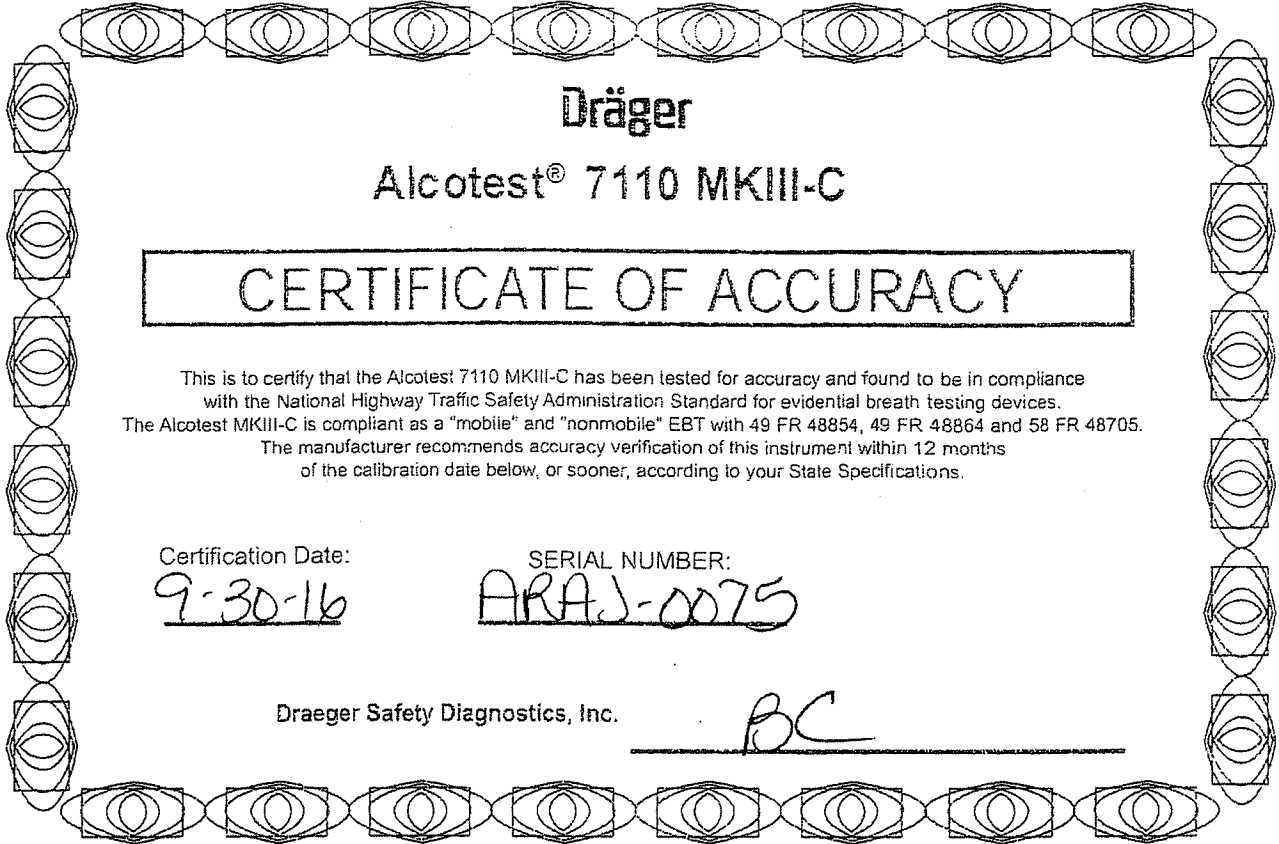 Dräger
Alcotest® 7110 MKIII-C
CERTIFICATE OF ACCURACY
This is to certify that the Alcotest 7110 MKIII-C has been tested for accuracy and found to be in compliance
with the National Highway Traffic Safety Administration Standard for evidential breath testing devices.
The Alcotest MKIII-C is compliant as a "mobile" and "nonmobile" EBT with 49 FR 48854, 49 FR 48864 and 58 FR 48705.
The manufacturer recommends accuracy verification of this instrument within 12 months
of the calibration date below, or sooner, according to your State Specifications.
Certification Date: SERIAL NUMBER:
9-30-16 ARAJ-0075
Draeger Safety Diagnostics, Inc. BC